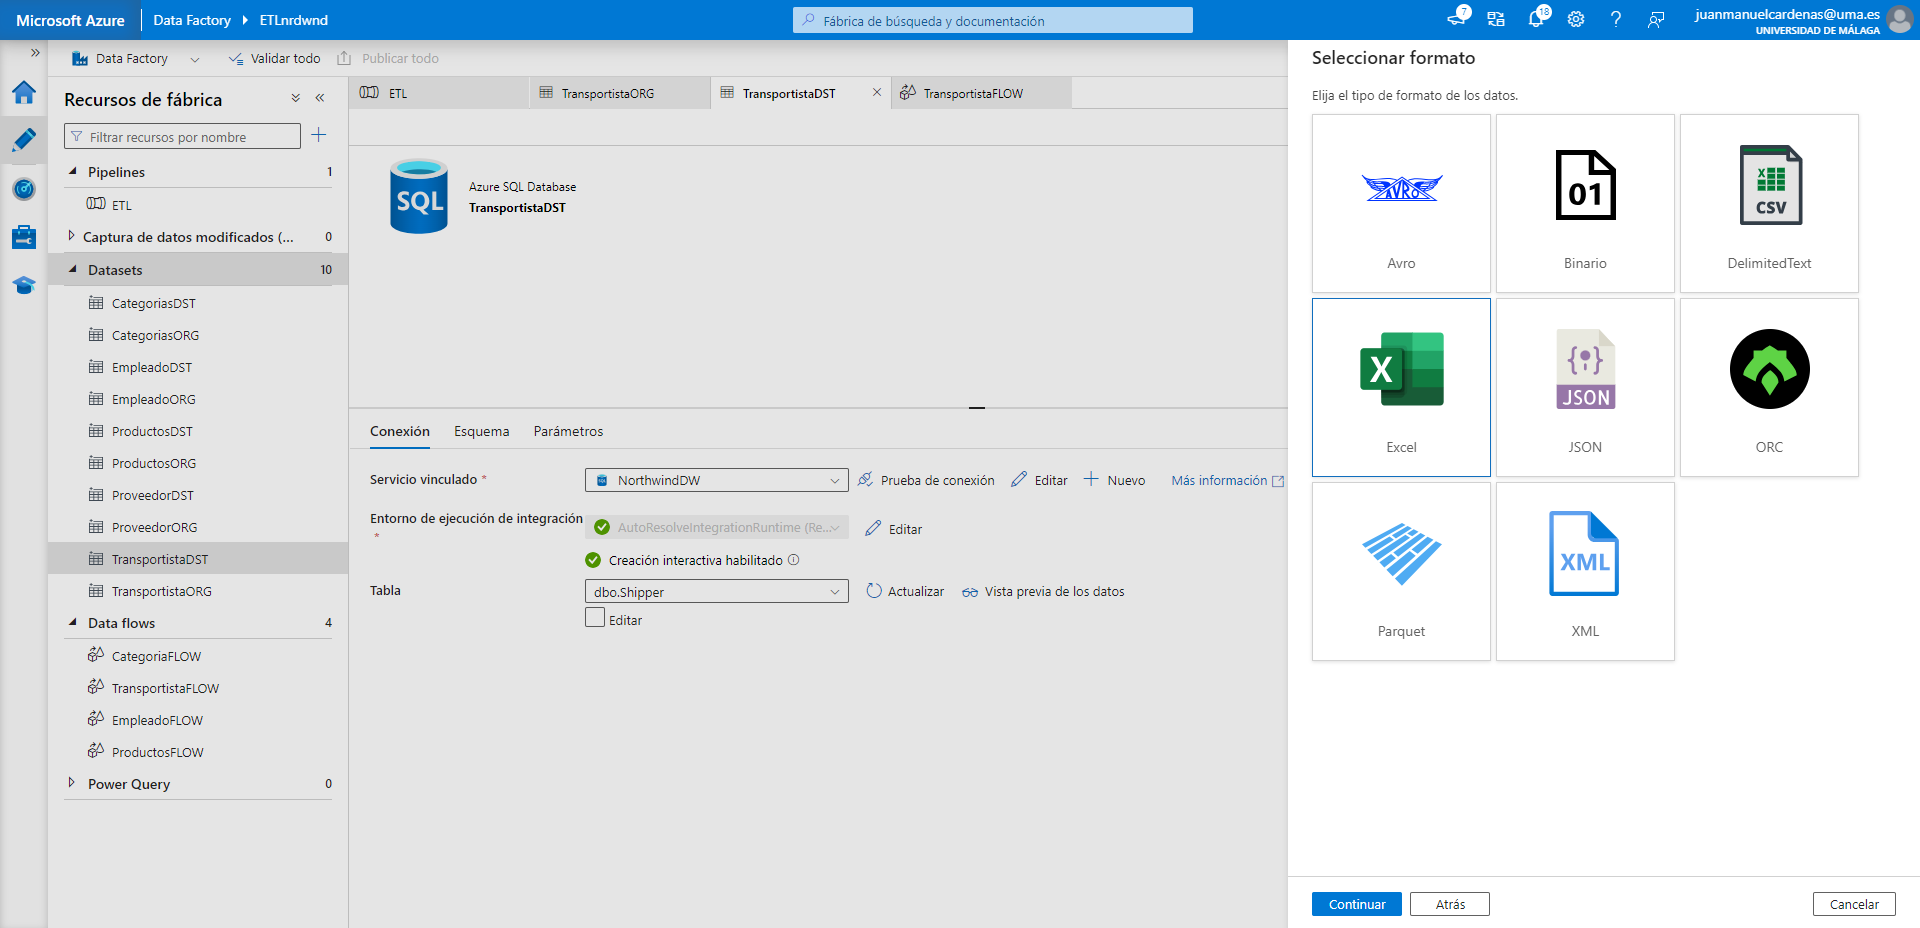 Microsoft Azure
Data Factory
ETLnrdwnd
Fábrica de búsqueda y documentación
7
18
juanmanuelcardenas@uma.es
UNIVERSIDAD DE MÁLAGA
Data Factory
Validar todo
Publicar todo
Recursos de fábrica
Filtrar recursos por nombre
Pipelines
1
ETL
Captura de datos modificados (...
0
Datasets
10
CategoriasDST
CategoriasORG
EmpleadoDST
EmpleadoORG
ProductosDST
ProductosORG
ProveedorDST
ProveedorORG
TransportistaDST
TransportistaORG
Data flows
4
CategoriaFLOW
TransportistaFLOW
EmpleadoFLOW
ProductosFLOW
Power Query
0
ETL
TransportistaORG
TransportistaDST
TransportistaFLOW
SQL
Azure SQL Database
TransportistaDST
Conexión
Esquema
Parámetros
Servicio vinculado *
NorthwindDW
Prueba de conexión
Editar
Nuevo
Más información
Entorno de ejecución de integración
*
AutoResolveIntegrationRuntime (Re...
Editar
Creación interactiva habilitado
Tabla
dbo.Shipper
Actualizar
Vista previa de los datos
Editar
Seleccionar formato
Elija el tipo de formato de los datos.
AVRO
Avro
01
Binario
X
CSV
DelimitedText
X
Excel
JSON
JSON
ORC
Parquet
XML
XML
Continuar
Atrás
Cancelar